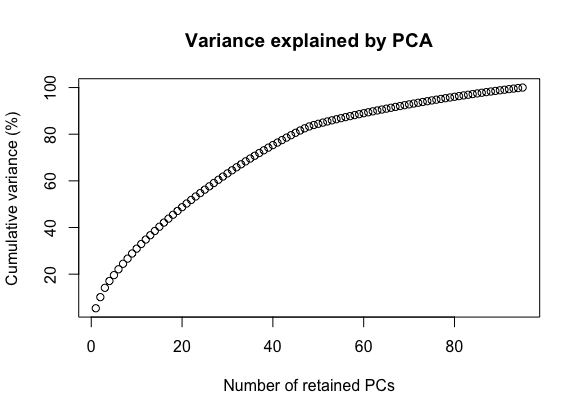 Variance explained by PCA
Cumulative variance (%)
100
80
60
40
20
0 20 40 60 80
Number of retained PCs